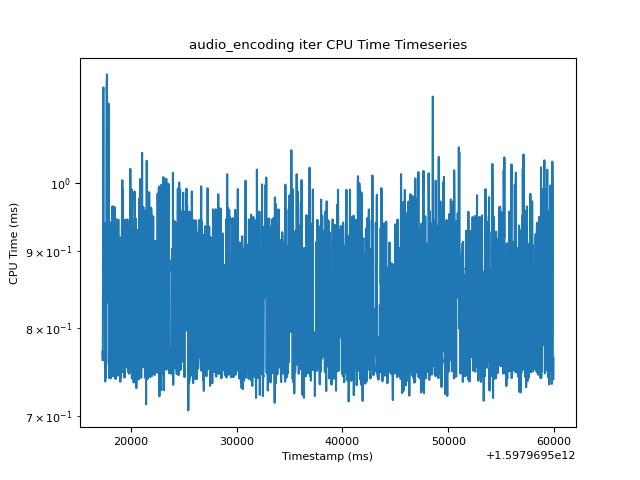 audio_encoding iter CPU Time Timeseries
CPU Time (ms)
10⁰
9 × 10⁻¹
8 × 10⁻¹
7 × 10⁻¹
20000 30000 40000 50000 60000
Timestamp (ms)
+1.5979695e12